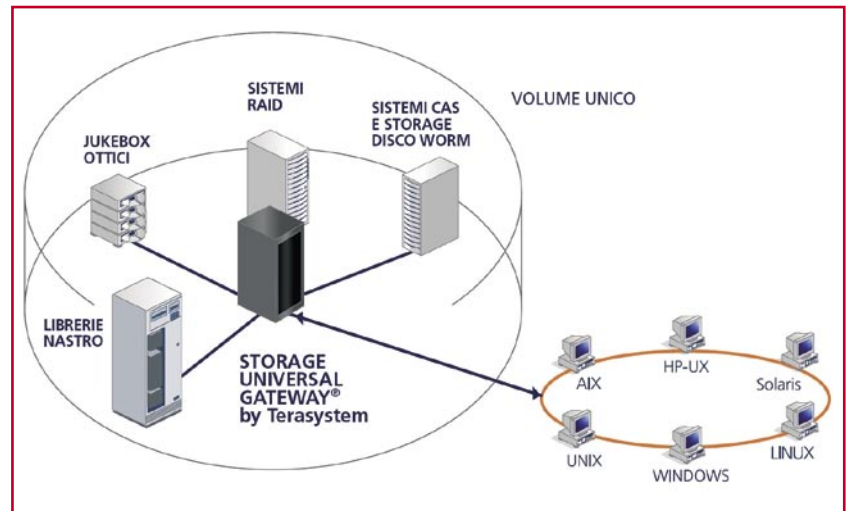 SISTEMI
RAID
SISTEMI CAS
E STORAGE
DISCO WORM
VOLUME UNICO
JUKEBOX
OTTICI
LIBRERIE
NASTRO
STORAGE
UNIVERSAL
GATEWAY®
by Terasystem
AIX
HP-UX
Solaris
UNIX
WINDOWS
LINUX